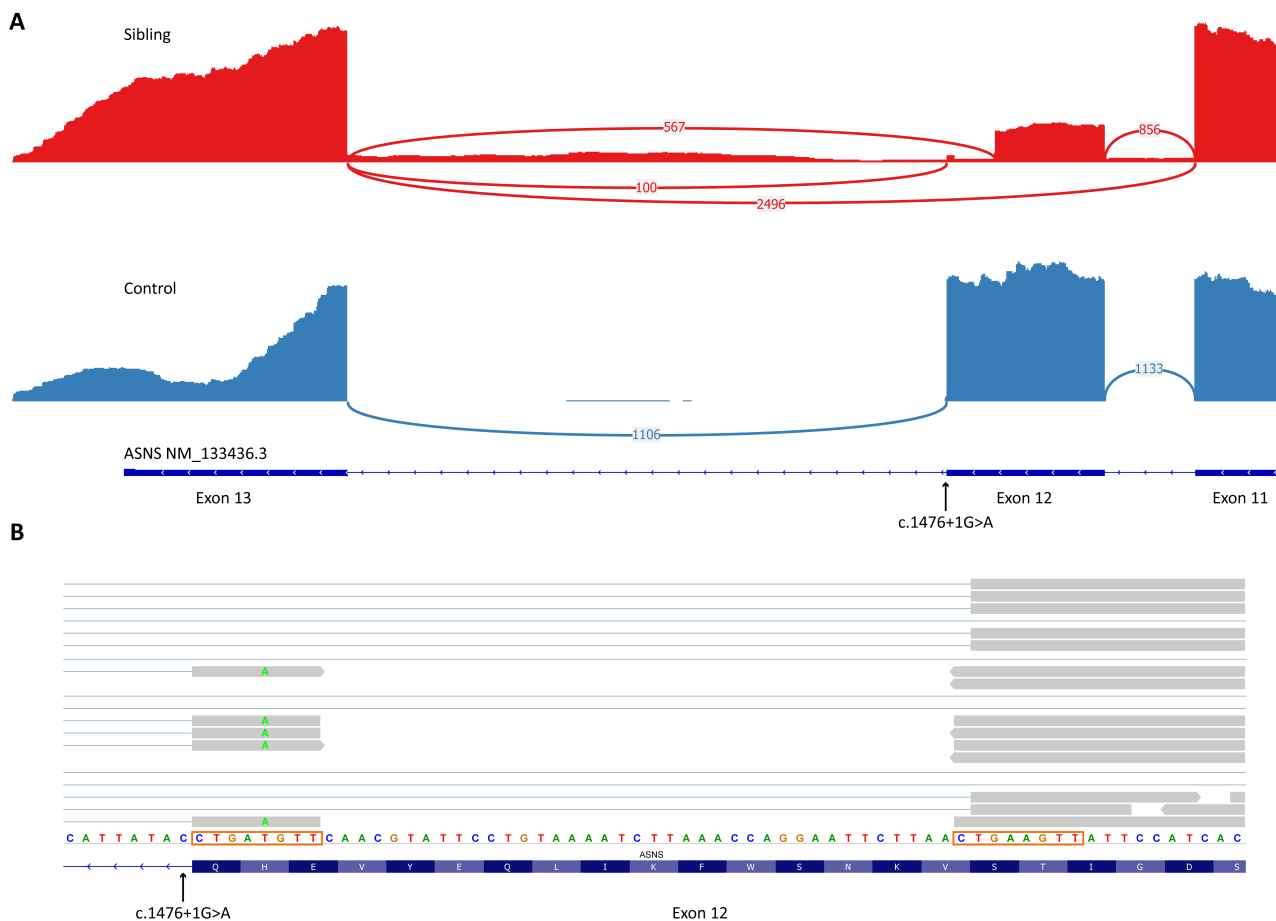 A
Sibling
567
856
100
2496
Control
1133
1106
ASNS NM_133436.3
Exon 13
Exon 12
Exon 11
c.1476+1G>A
B
A
A
A
A
A
C A T T A T A C C T G A T G T T C A A C G T A T T C C T G T A A A A T C T T A A A C C A G G A A T T C T T A A C T G A A G T T A T T C C A T C A C
ASNS
Q H E V Y E Q L I K F W S N K V S T I G D S
c.1476+1G>A
Exon 12